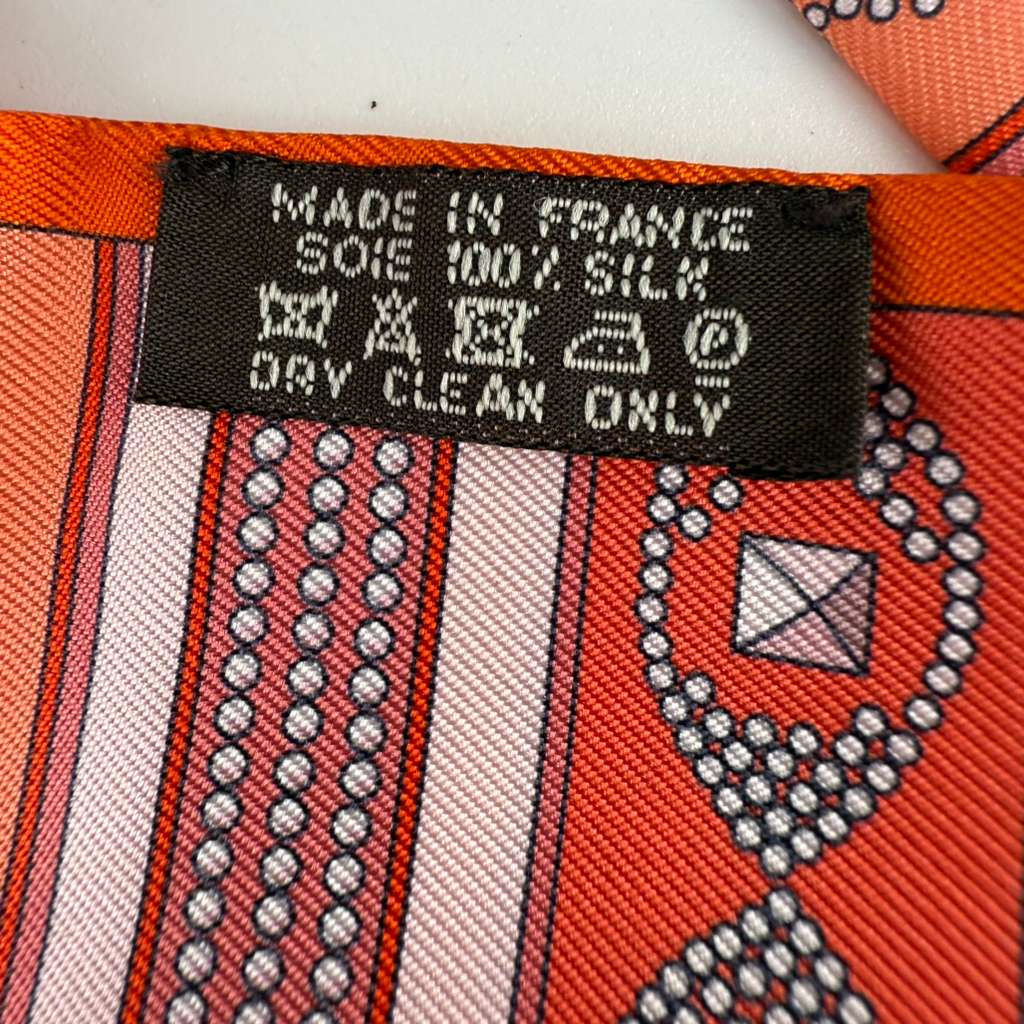 MADE IN FRANCE
SOIE 100% SILK
P
DRY CLEAN ONLY